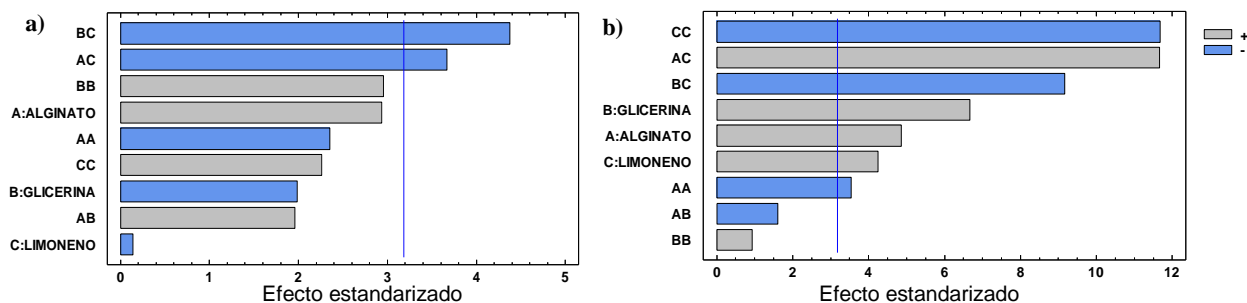 a)
BC
AC
BB
A:ALGINATO
AA
CC
B:GLICERINA
AB
C:LIMONENO
0 1 2 3 4 5
Efecto estandarizado
b)
CC
AC
BC
B:GLICERINA
A:ALGINATO
C:LIMONENO
AA
AB
BB
0 2 4 6 8 10 12
Efecto estandarizado
+
-